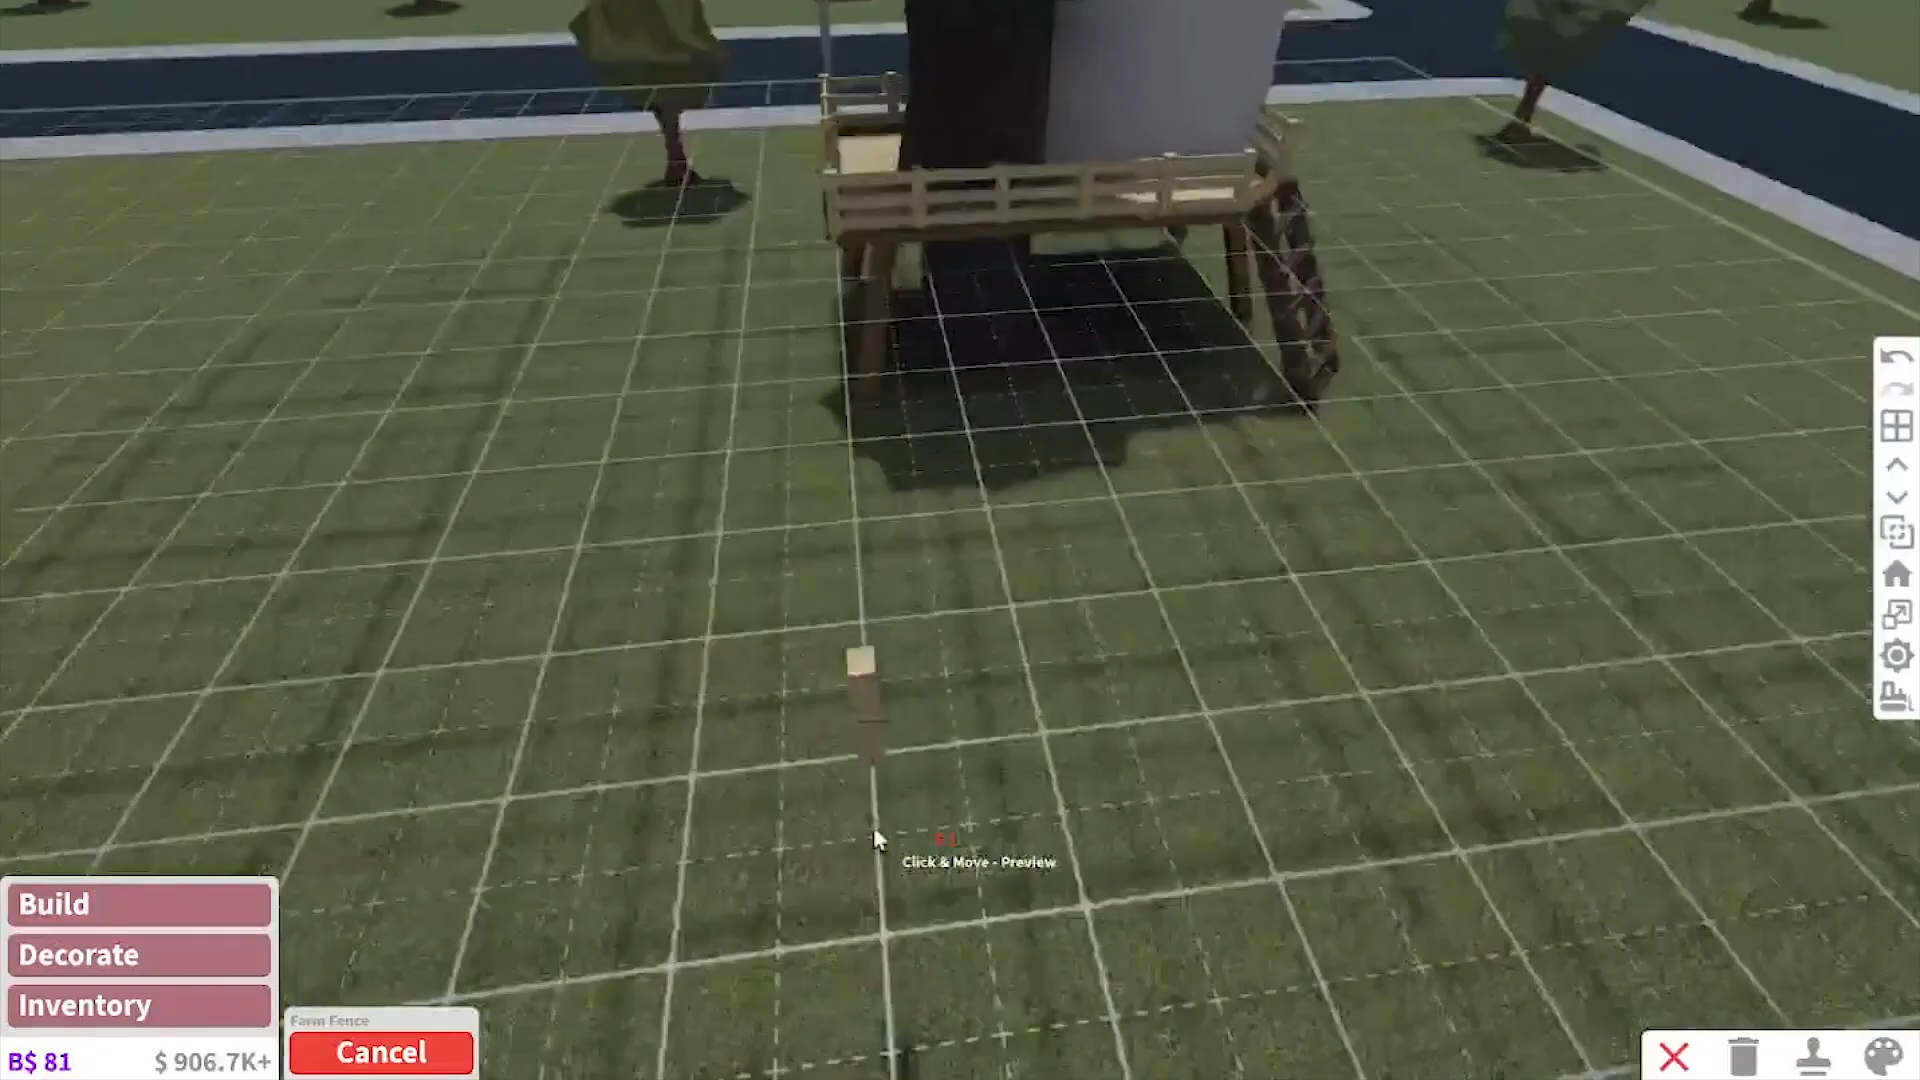 Click & Move - Preview
Build
Decorate
Inventory
B$ 81
$ 906.7K+
Farm Fence
Cancel